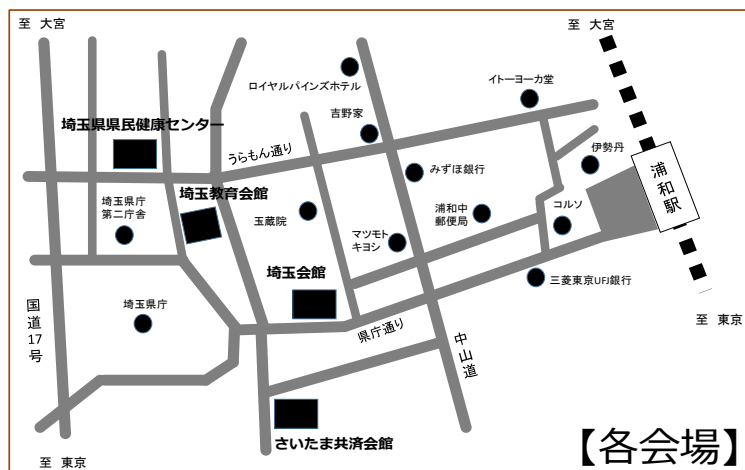 至 大宮
至 大宮
ロイヤルパインズホテル
イトーヨーカ堂
吉野家
埼玉県県民健康センター
うらもん通り
伊勢丹
みずほ銀行
浦和駅
埼玉教育会館
埼玉県庁
第二庁舎
玉蔵院
浦和中
郵便局
コルソ
マツモト
キヨシ
埼玉会館
三菱東京UFJ銀行
国道17号
埼玉県庁
県庁通り
至 東京
中山道
さいたま共済会館
至 東京
【各会場】